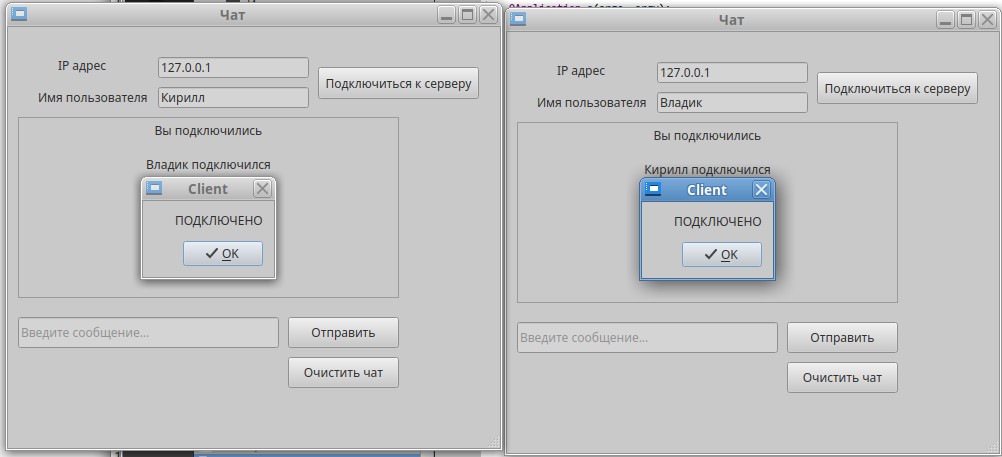 QApplication a(argc, argv);
Чат
IP адрес
127.0.0.1
Подключиться к серверу
Имя пользователя
Кирилл
Вы подключились
Владик подключился
Client
ПОДКЛЮЧЕНО
OK
Введите сообщение...
Отправить
Очистить чат
Чат
IP адрес
127.0.0.1
Подключиться к серверу
Имя пользователя
Владик
Вы подключились
Кирилл подключился
Client
ПОДКЛЮЧЕНО
OK
Введите сообщение...
Отправить
Очистить чат